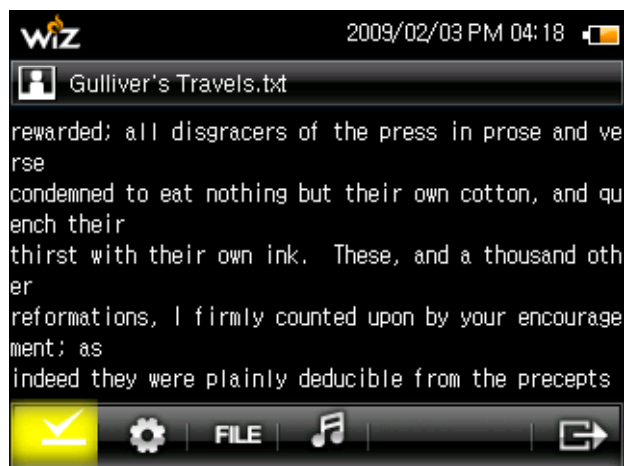 wiz
2009/02/03 PM 04:18
Gulliver's Travels.txt
rewarded; all disgracers of the press in prose and ve
rse
condemned to eat nothing but their own cotton, and qu
ench their
thirst with their own ink.  These, and a thousand oth
er
reformations, I firmly counted upon by your encourage
ment; as
indeed they were plainly deducible from the precepts
FILE